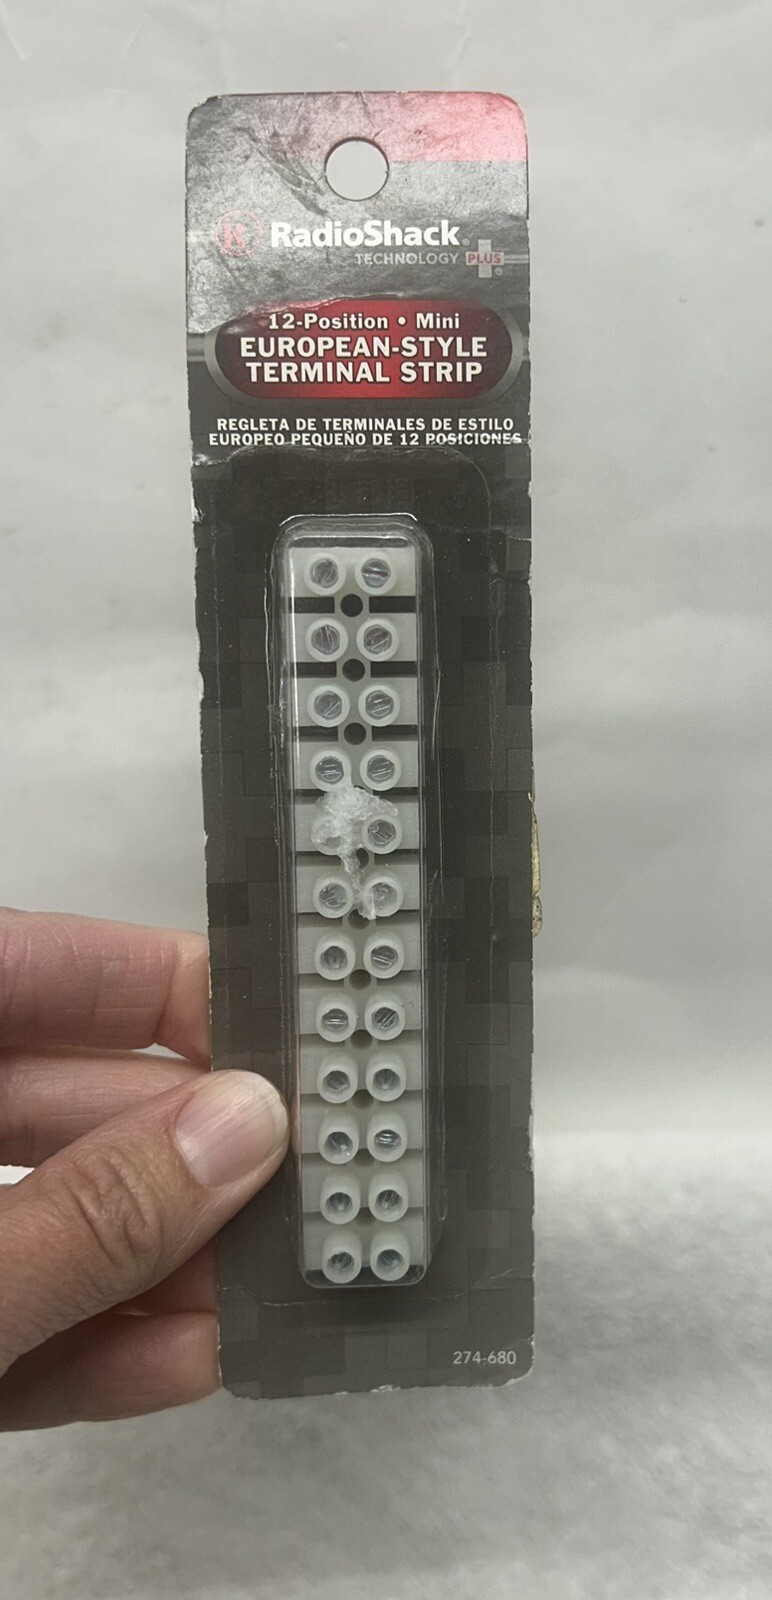 R
RadioShack®
TECHNOLOGY PLUS®
12-Position • Mini
EUROPEAN-STYLE
TERMINAL STRIP
REGLETA DE TERMINALES DE ESTILO
EUROPEO PEQUEÑO DE 12 POSICIONES
274-680